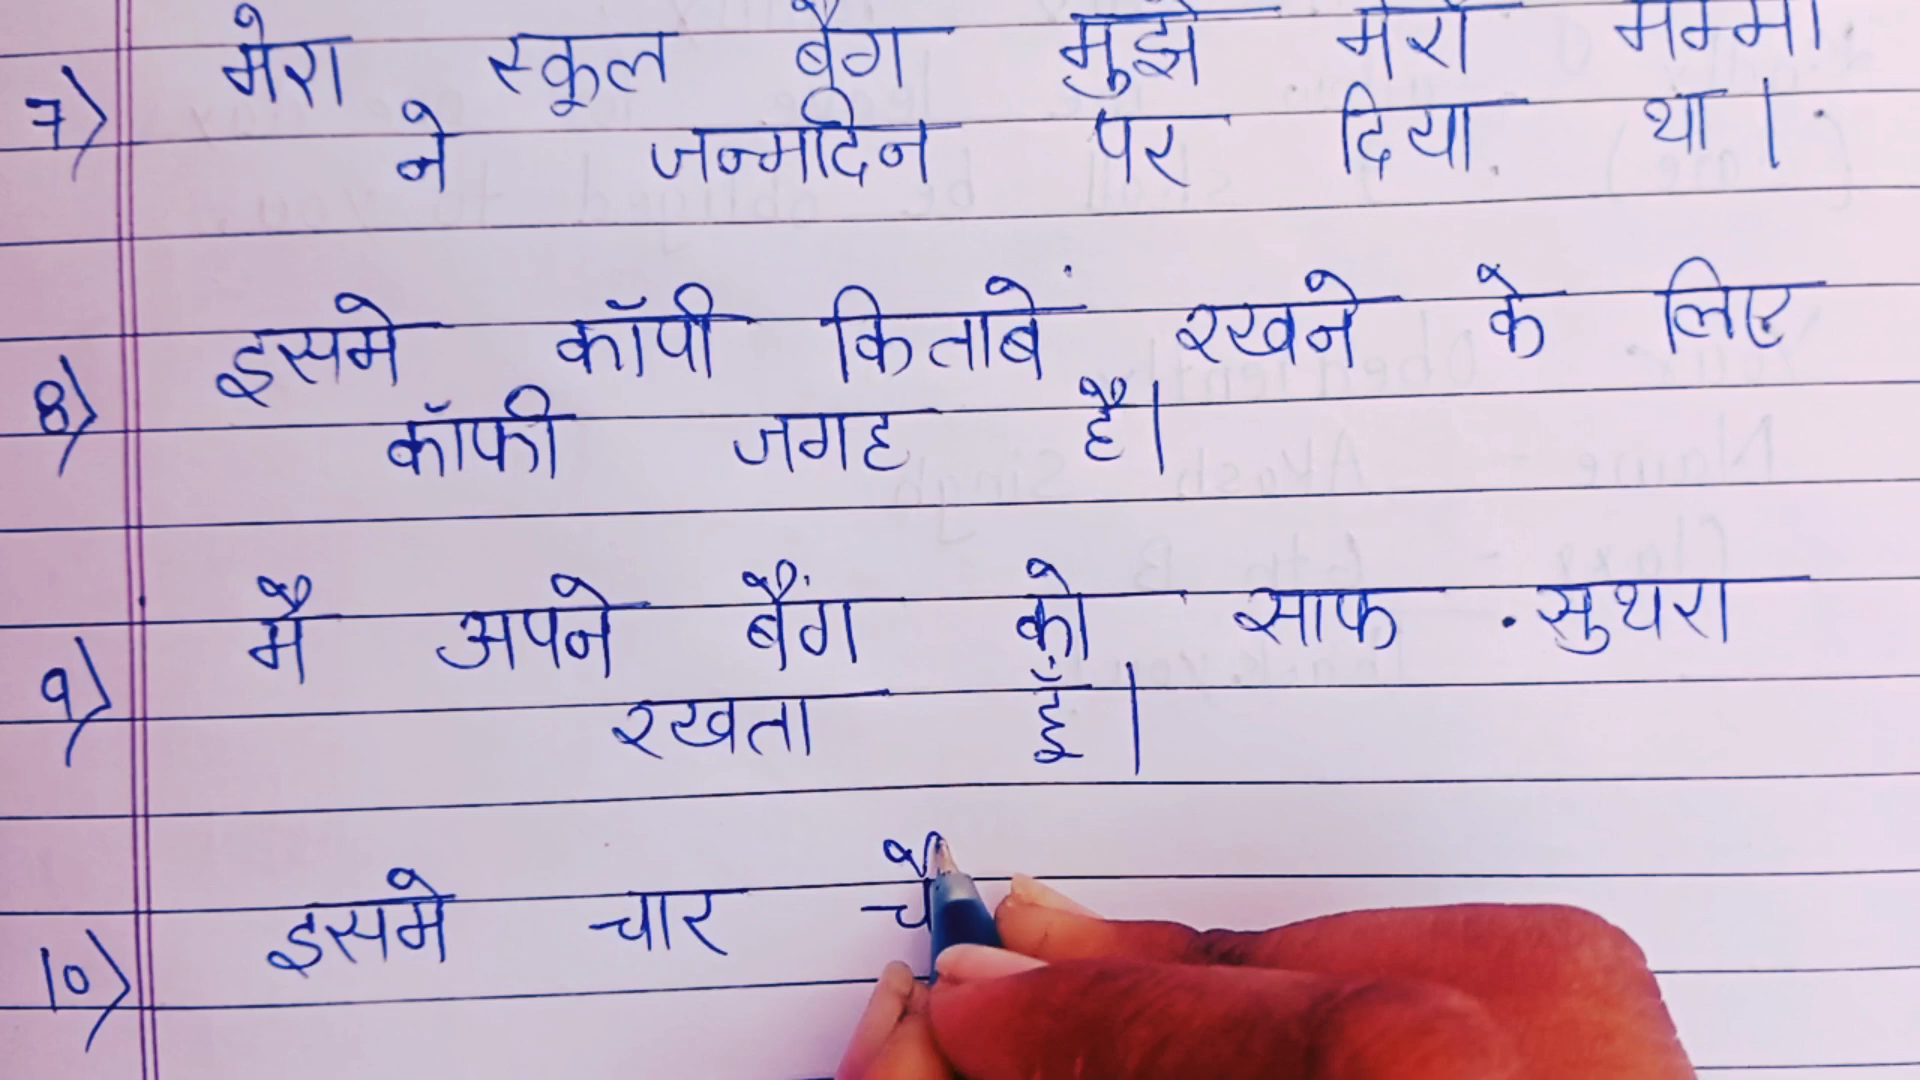 7) मेरा स्कूल बैग मुझे मेरी मम्मी
ने जन्मदिन पर दिया था।
8) इसमे कॉपी किताबें रखने के लिए
कॉफी जगह है।
9) मै अपने बैंग को साफ सुथरा
रखता हूँ।
10) इसमे चार चै